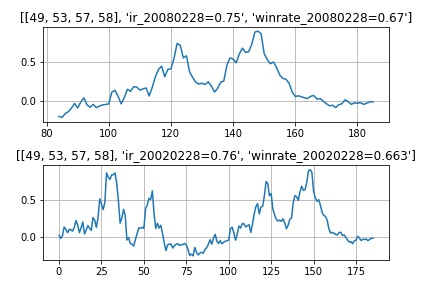 [[49, 53, 57, 58], 'ir_20080228=0.75', 'winrate_20080228=0.67']
0.5
0.0
80 100 120 140 160 180
[[49, 53, 57, 58], 'ir_20020228=0.76', 'winrate_20020228=0.663']
0.5
0.0
0 25 50 75 100 125 150 175